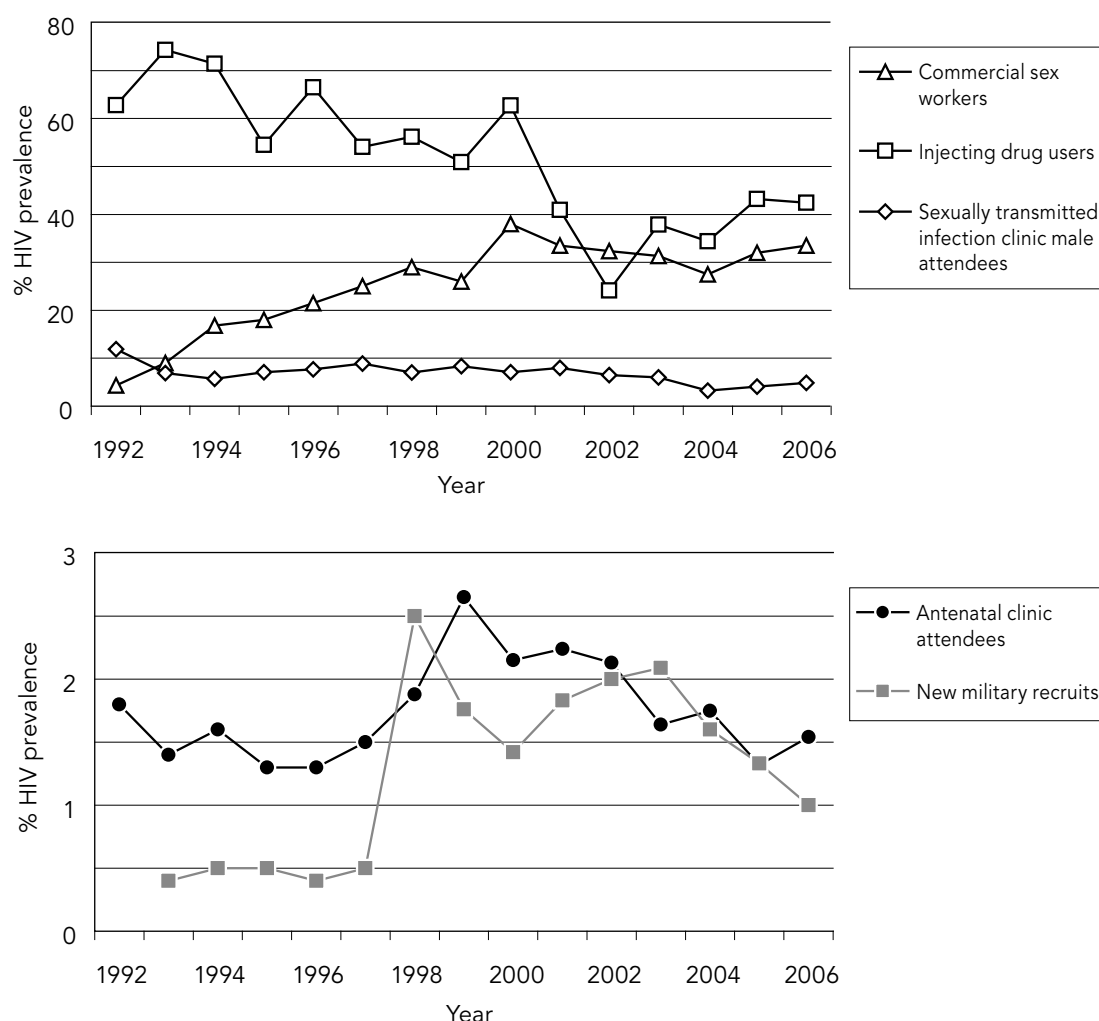 80
60
40
20
0
% HIV prevalence
1992 1994 1996 1998 2000 2002 2004 2006
Year
Commercial sex
workers
Injecting drug users
Sexually transmitted
infection clinic male
attendees
3
2
1
0
% HIV prevalence
1992 1994 1996 1998 2000 2002 2004 2006
Year
Antenatal clinic
attendees
New military recruits